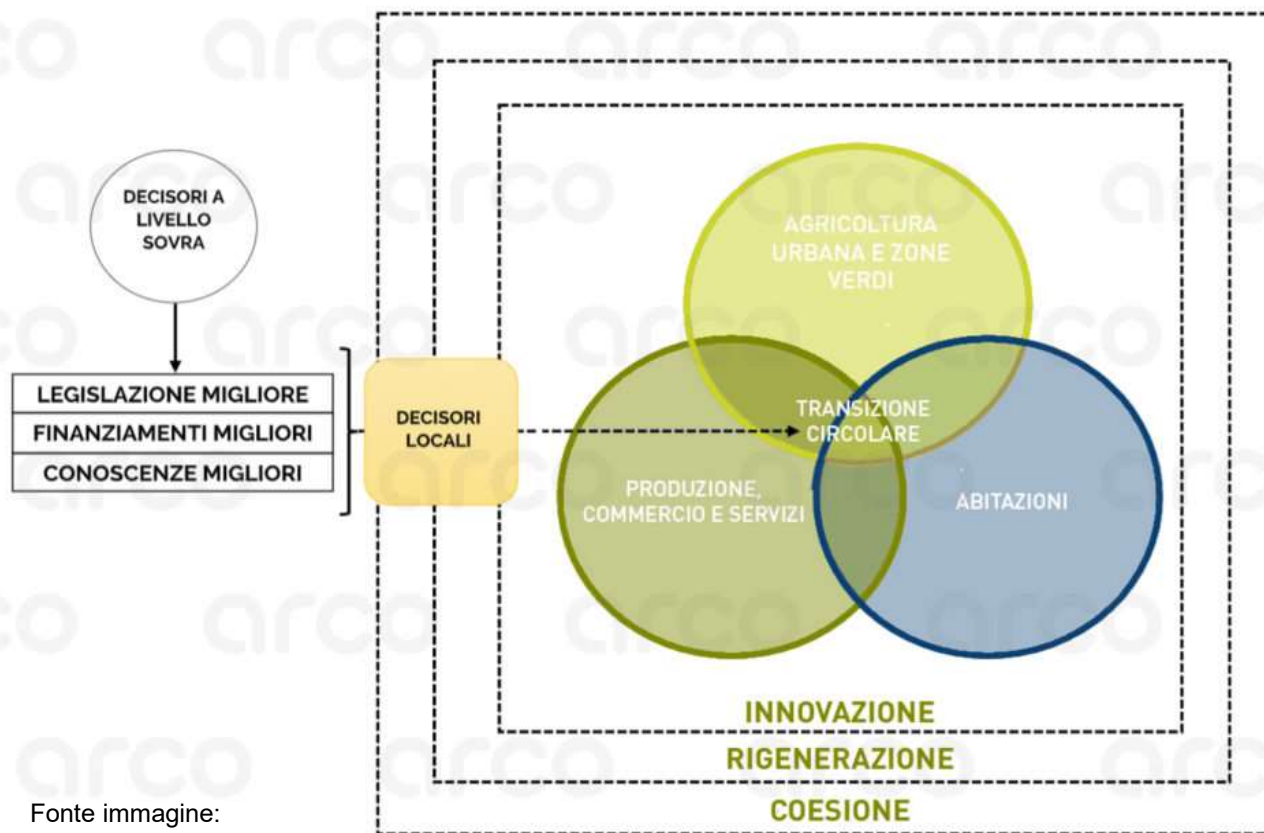 DECISORI A
LIVELLO
SOVRA
LEGISLAZIONE MIGLIORE
FINANZIAMENTI MIGLIORI
CONOSCENZE MIGLIORI
DECISORI
LOCALI
AGRICOLTURA
URBANA E ZONE
VERDI
TRANSIZIONE
CIRCOLARE
PRODUZIONE,
COMMERCIO E SERVIZI
ABITAZIONI
INNOVAZIONE
RIGENERAZIONE
COESIONE
Fonte immagine:
arco